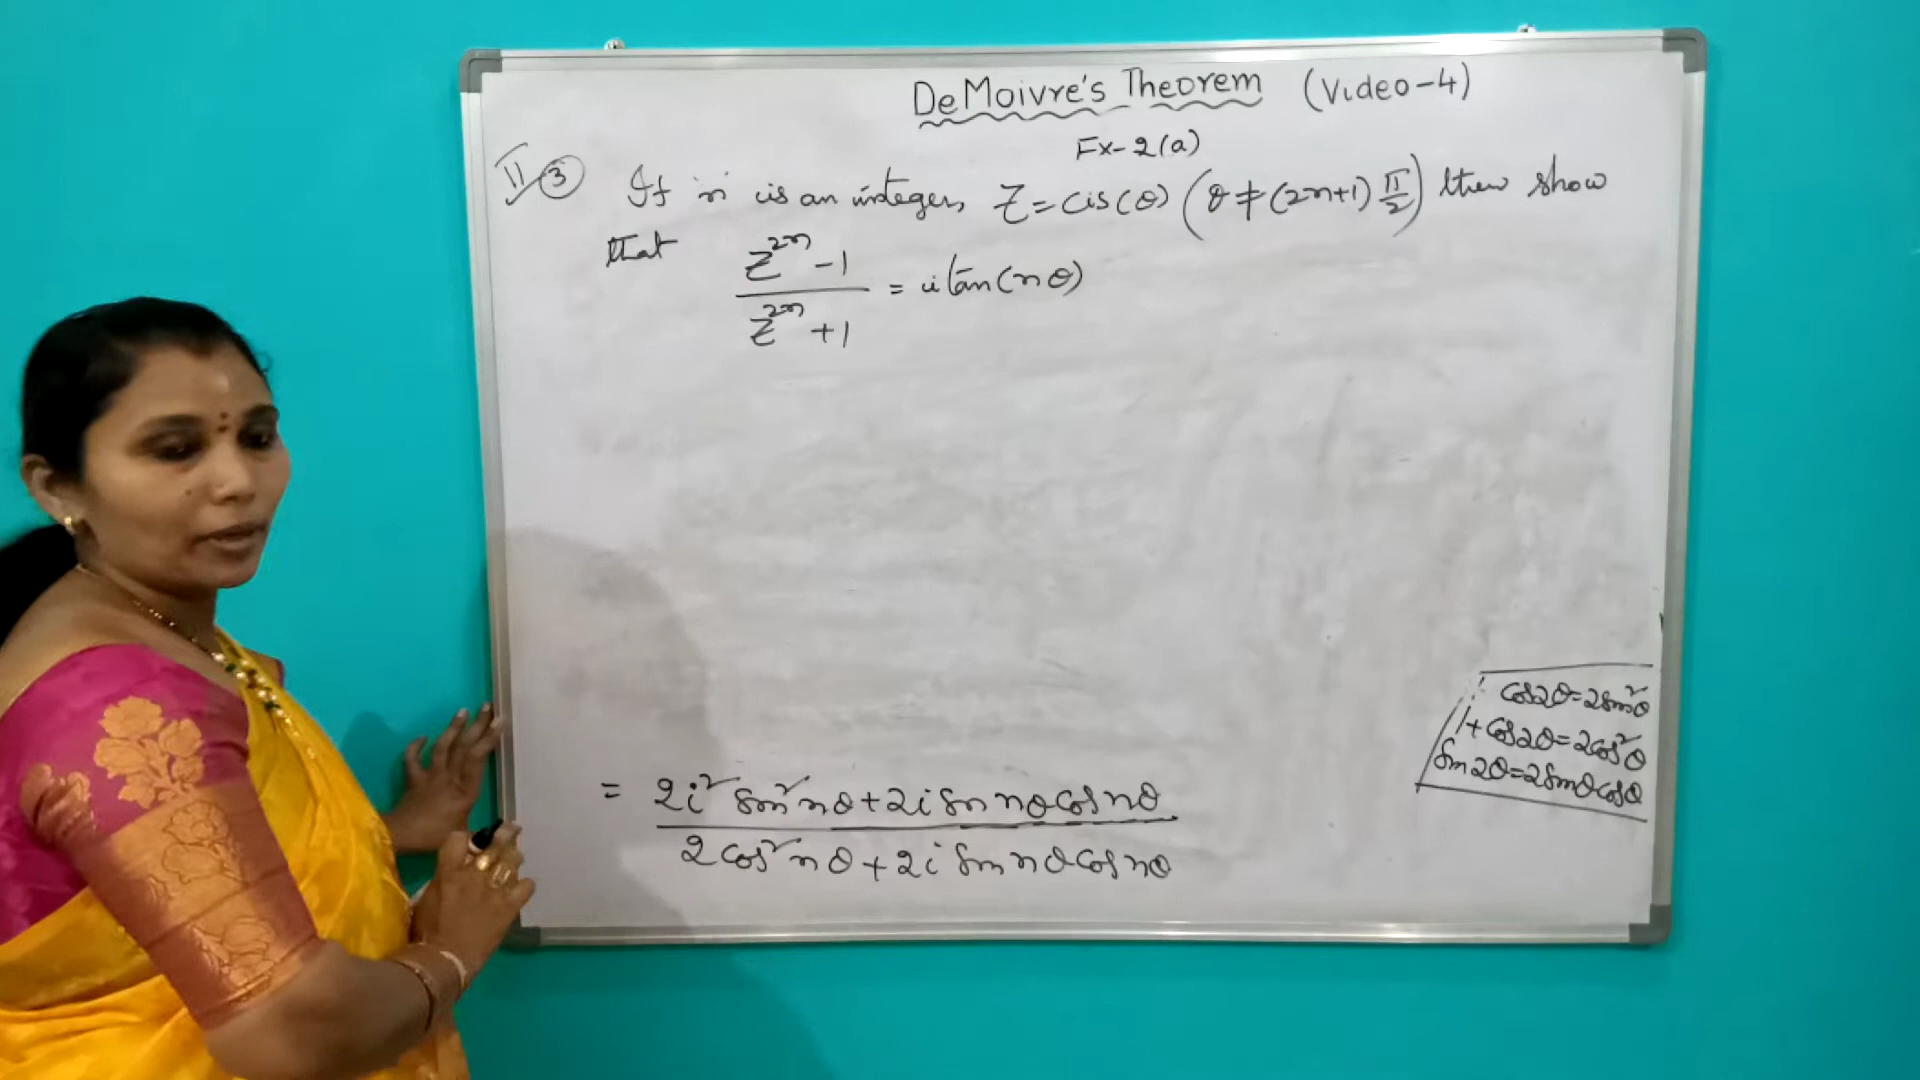 DeMoivre's Theorem (Video-4)
Ex-2(a)
II 3 If 'n' is an integer, Z=cis(θ) (θ≠(2n+1)π/2) then show
that (z²ⁿ-1)/(z²ⁿ+1) = i tan(nθ)
cos2θ=2sin²θ
1+cos2θ=2cos²θ
sin2θ=2sinθcosθ
= (2i² sin²nθ+2i sin nθ cos nθ)/(2cos²nθ+2i sin nθ cos nθ)